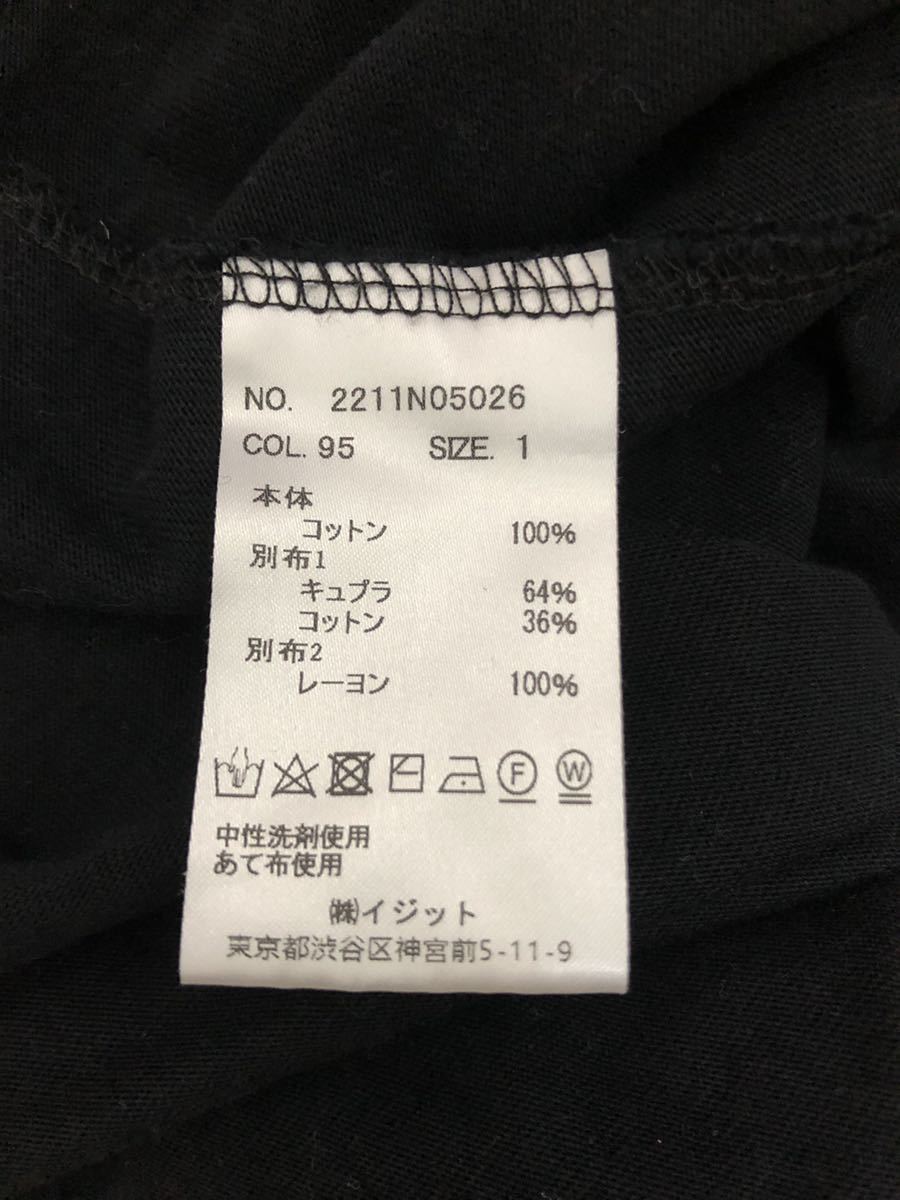 NO. 2211N05026
COL. 95 SIZE. 1
本体
コットン 100%
別布1
キュプラ 64%
コットン 36%
別布2
レーヨン 100%
F W
中性洗剤使用
あて布使用
㈱イジット
東京都渋谷区神宮前5-11-9